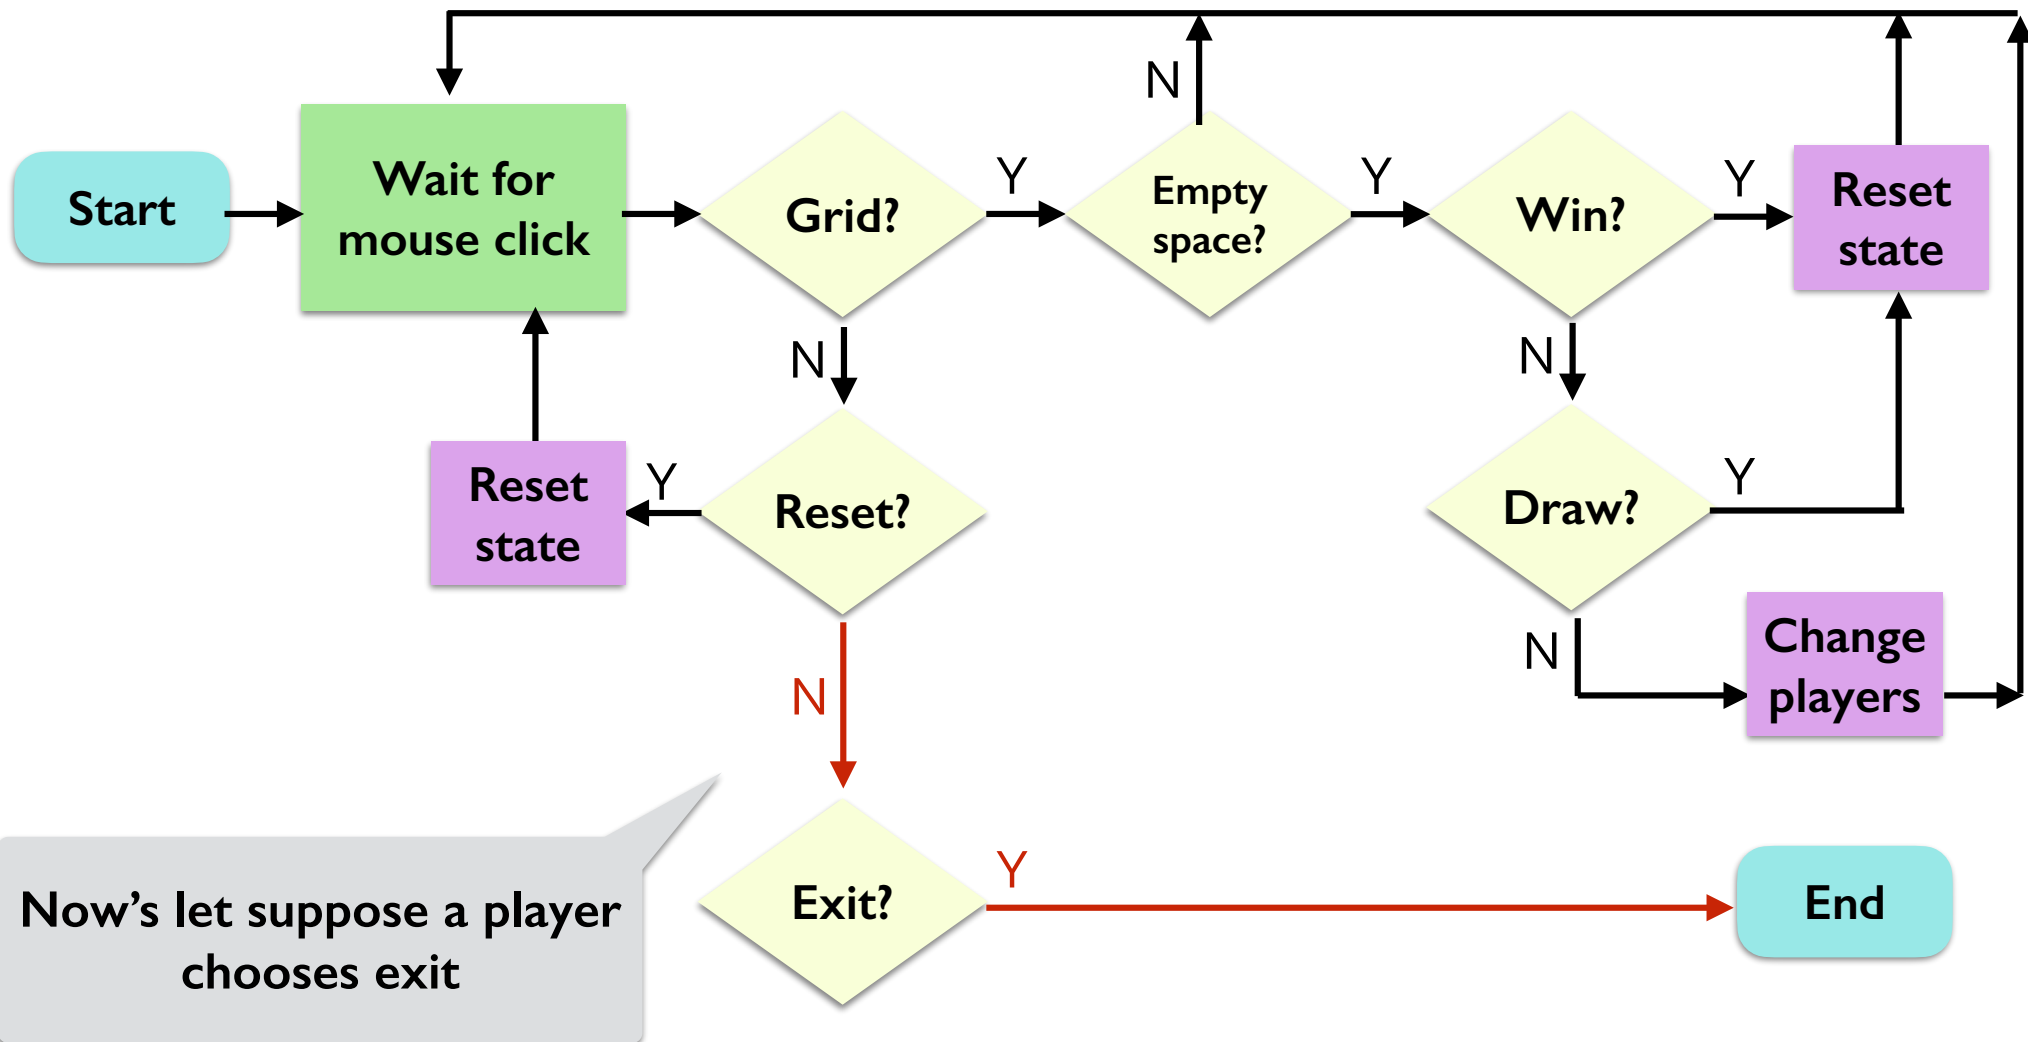 N
Start
Wait for
mouse click
Grid?
Y
Empty
space?
Y
Win?
Y
Reset
state
N
N
Reset
state
Y
Reset?
Draw?
Y
N
N
Change
players
Now's let suppose a player
chooses exit
Exit?
Y
End